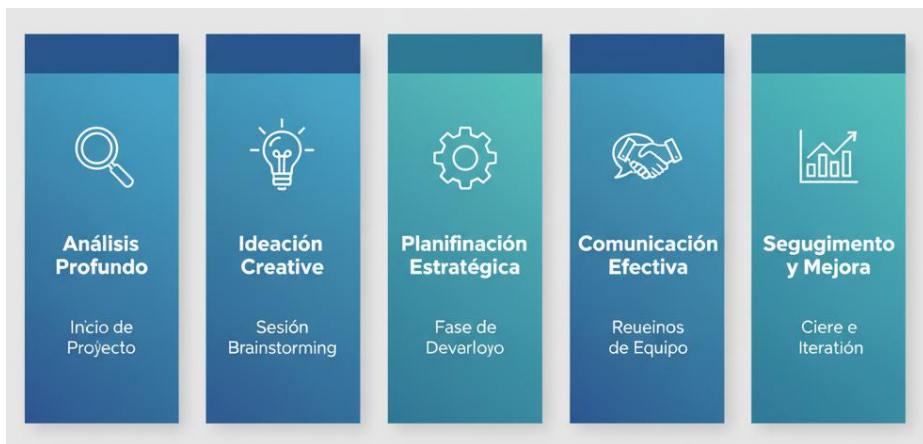 Análisis
Profundo
Inicio de
Proyecto
Ideación
Creative
Sesión
Brainstorming
Planifinación
Estratégica
Fase de
Devarloyo
Comunicación
Efectiva
Reueinos
de Equipo
Segugimento
y Mejora
Ciere e
Iteratión